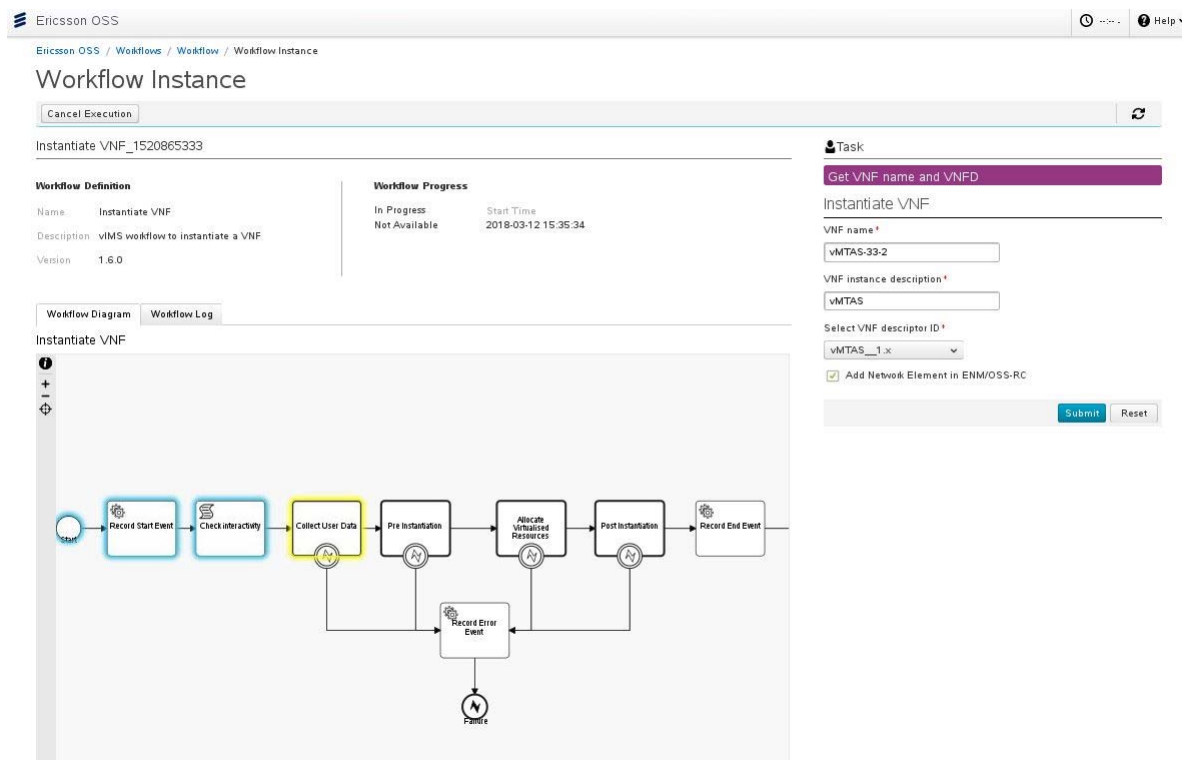 Ericsson OSS
--:-- .
Help
Ericsson OSS / Workflows / Workflow / Workflow Instance
Workflow Instance
Cancel Execution
Instantiate VNF_1520865333
Workflow Definition
Name Instantiate VNF
Description vIMS workflow to instantiate a VNF
Version 1.6.0
Workflow Progress
In Progress Start Time
Not Available 2018-03-12 15:35:34
Workflow Diagram Workflow Log
Instantiate VNF
Start
Record Start Event
Check interactivity
Collect User Data
Pre Instantiation
Allocate
Virtualised
Resources
Post Instantiation
Record End Event
Record Error
Event
Failure
Task
Get VNF name and VNFD
Instantiate VNF
VNF name*
vMTAS-33-2
VNF instance description*
vMTAS
Select VNF descriptor ID*
vMTAS__1.x
Add Network Element in ENM/OSS-RC
Submit Reset